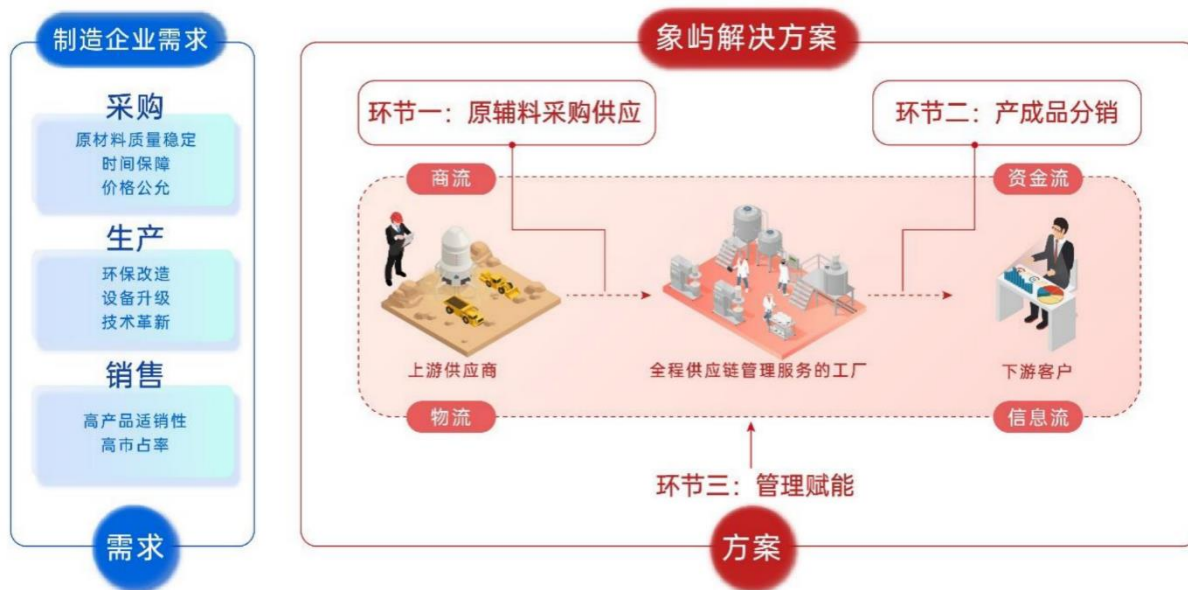 制造企业需求
采购
原材料质量稳定
时间保障
价格公允
生产
环保改造
设备升级
技术革新
销售
高产品适销性
高市占率
需求
象屿解决方案
环节一：原辅料采购供应
环节二：产成品分销
商流
资金流
上游供应商
全程供应链管理服务的工厂
下游客户
物流
信息流
环节三：管理赋能
方案